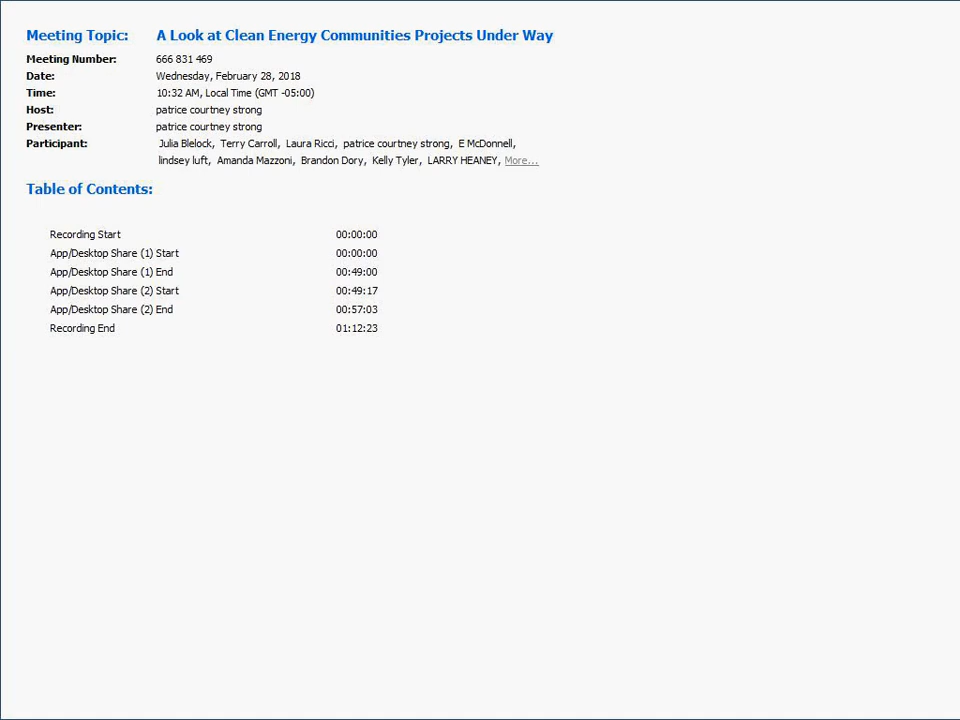 Meeting Topic: A Look at Clean Energy Communities Projects Under Way
Meeting Number: 666 831 469
Date: Wednesday, February 28, 2018
Time: 10:32 AM, Local Time (GMT -05:00)
Host: patrice courtney strong
Presenter: patrice courtney strong
Participant: Julia Blelock, Terry Carroll, Laura Ricci, patrice courtney strong, E McDonnell,
lindsey luft, Amanda Mazzoni, Brandon Dory, Kelly Tyler, LARRY HEANEY, More...
Table of Contents:
Recording Start 00:00:00
App/Desktop Share (1) Start 00:00:00
App/Desktop Share (1) End 00:49:00
App/Desktop Share (2) Start 00:49:17
App/Desktop Share (2) End 00:57:03
Recording End 01:12:23